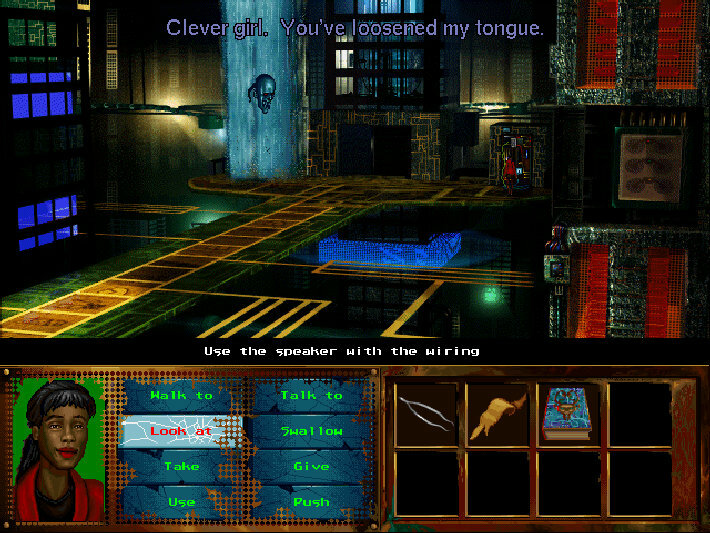 Clever girl.  You've loosened my tongue.
Use the speaker with the wiring
Walk to
Talk to
Look at
Swallow
Take
Give
Use
Push